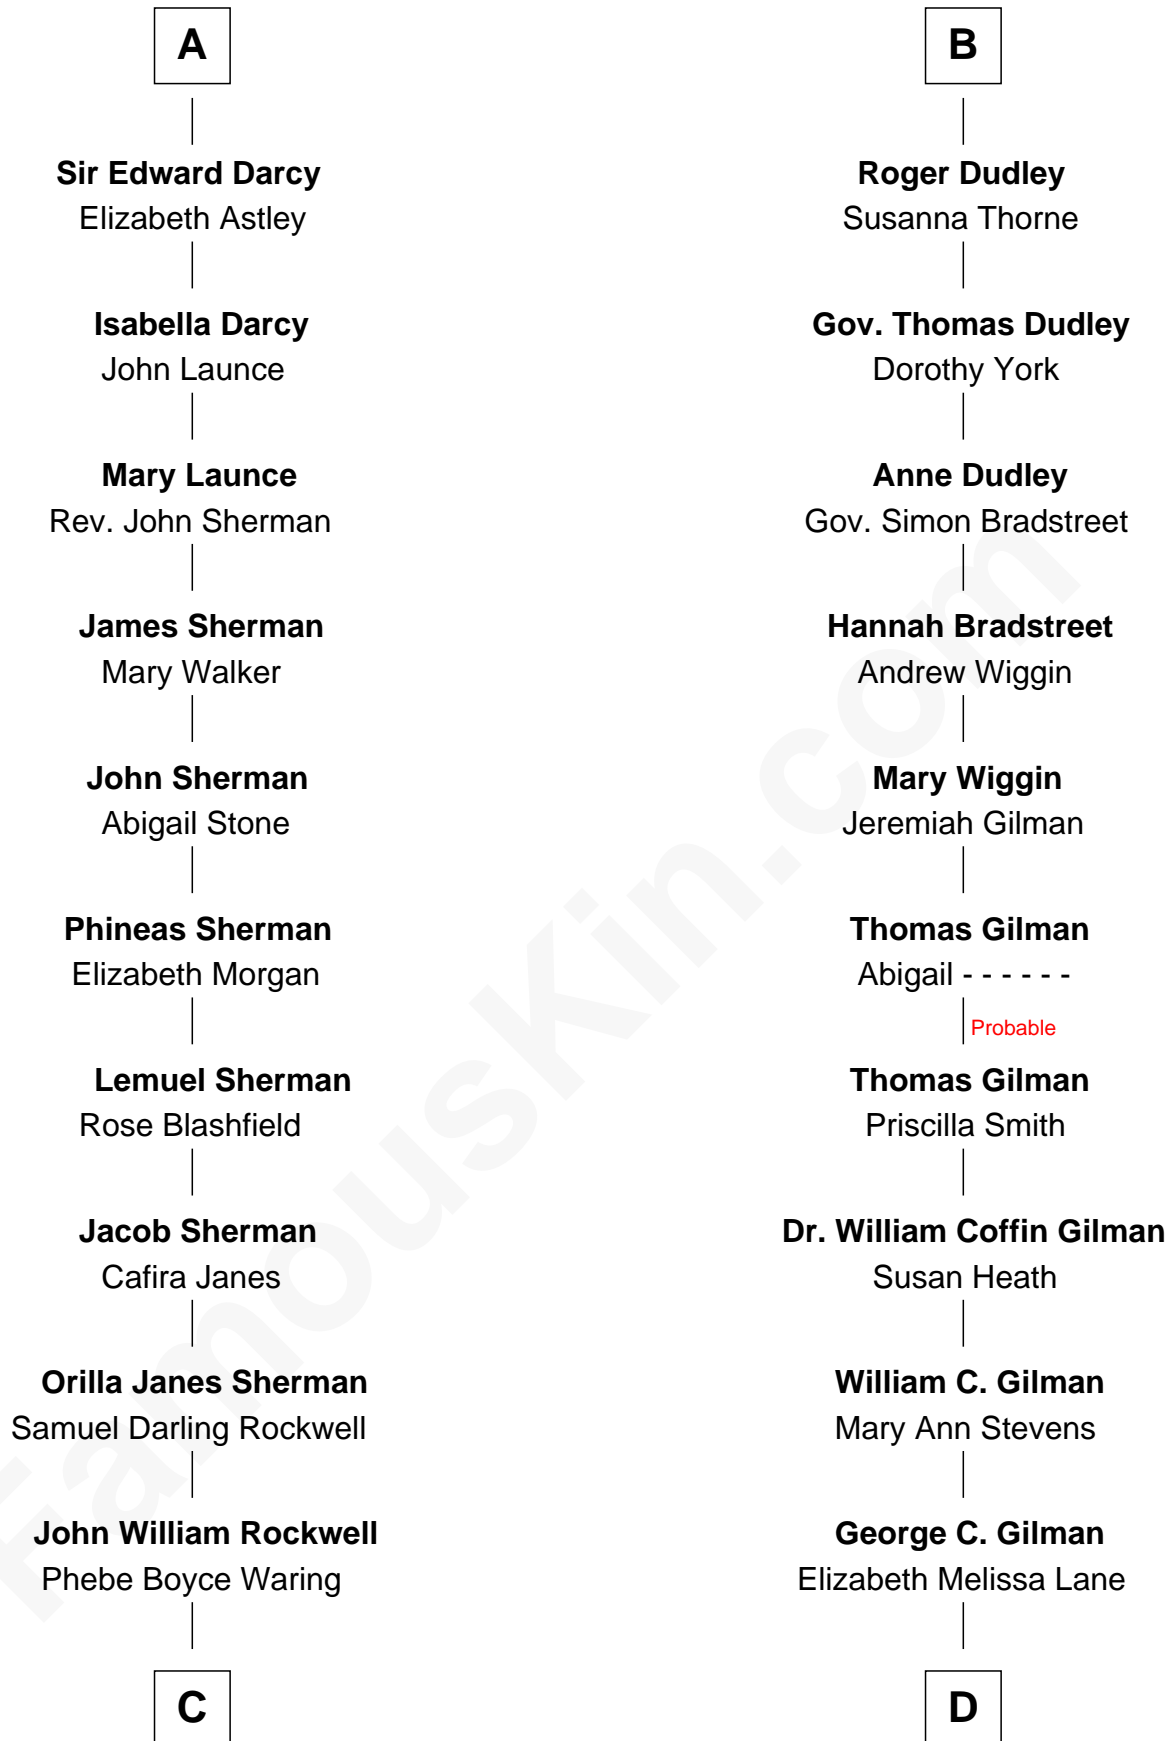 A
Sir Edward Darcy
Elizabeth Astley
Isabella Darcy
John Launce
Mary Launce
Rev. John Sherman
James Sherman
Mary Walker
John Sherman
Abigail Stone
Phineas Sherman
Elizabeth Morgan
Lemuel Sherman
Rose Blashfield
Jacob Sherman
Cafira Janes
Orilla Janes Sherman
Samuel Darling Rockwell
John William Rockwell
Phebe Boyce Waring
C
B
Roger Dudley
Susanna Thorne
Gov. Thomas Dudley
Dorothy York
Anne Dudley
Gov. Simon Bradstreet
Hannah Bradstreet
Andrew Wiggin
Mary Wiggin
Jeremiah Gilman
Thomas Gilman
Abigail - - - - - -
Probable
Thomas Gilman
Priscilla Smith
Dr. William Coffin Gilman
Susan Heath
William C. Gilman
Mary Ann Stevens
George C. Gilman
Elizabeth Melissa Lane
D
FamousKin.com